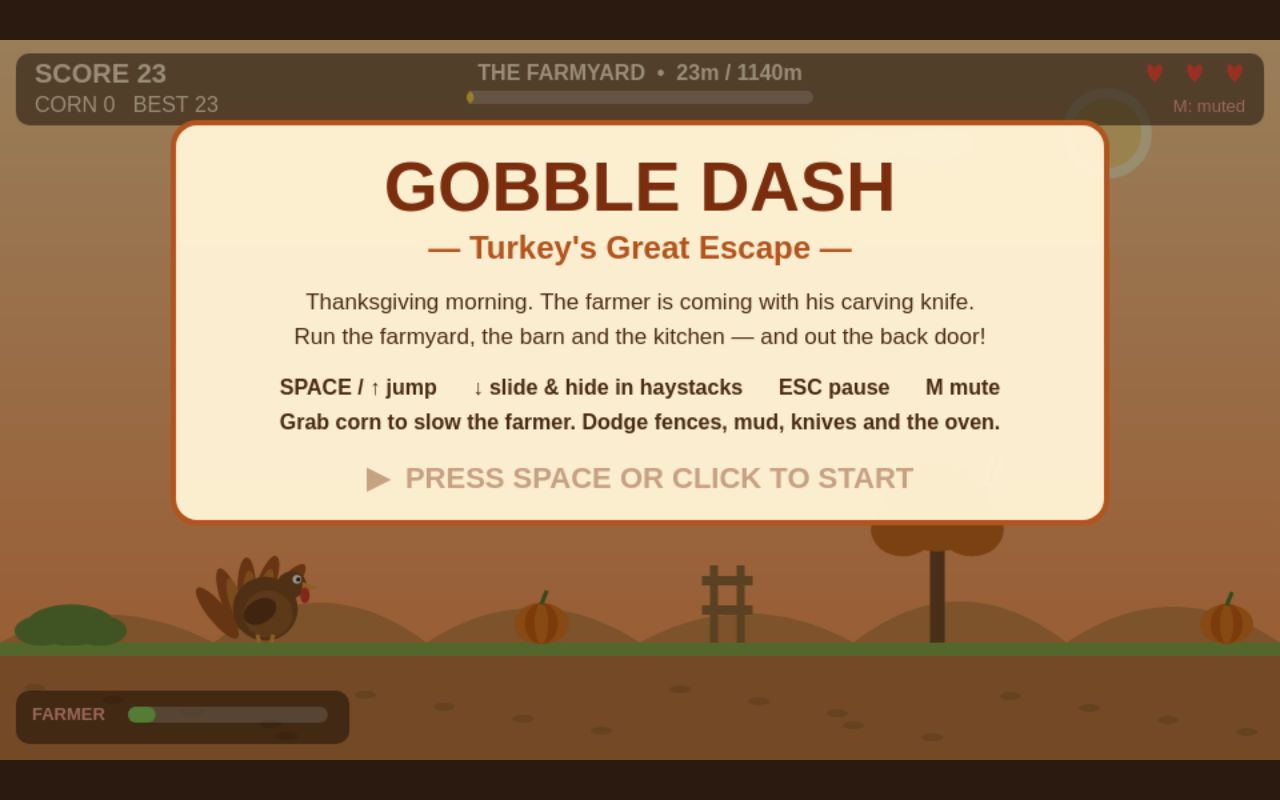 SCORE 23
CORN 0 BEST 23
THE FARMYARD • 23m / 1140m
M: muted
GOBBLE DASH
— Turkey's Great Escape —
Thanksgiving morning. The farmer is coming with his carving knife.
Run the farmyard, the barn and the kitchen — and out the back door!
SPACE / ↑ jump ↓ slide & hide in haystacks ESC pause M mute
Grab corn to slow the farmer. Dodge fences, mud, knives and the oven.
▶ PRESS SPACE OR CLICK TO START
FARMER